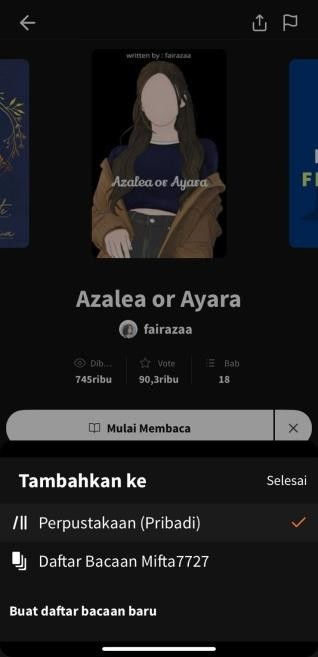 written by : fairazaa
Azalea or Ayara
Azalea or Ayara
fairazaa
Dib... Vote Bab
745ribu 90,3ribu 18
Mulai Membaca
Tambahkan ke Selesai
Perpustakaan (Pribadi)
Daftar Bacaan Mifta7727
Buat daftar bacaan baru